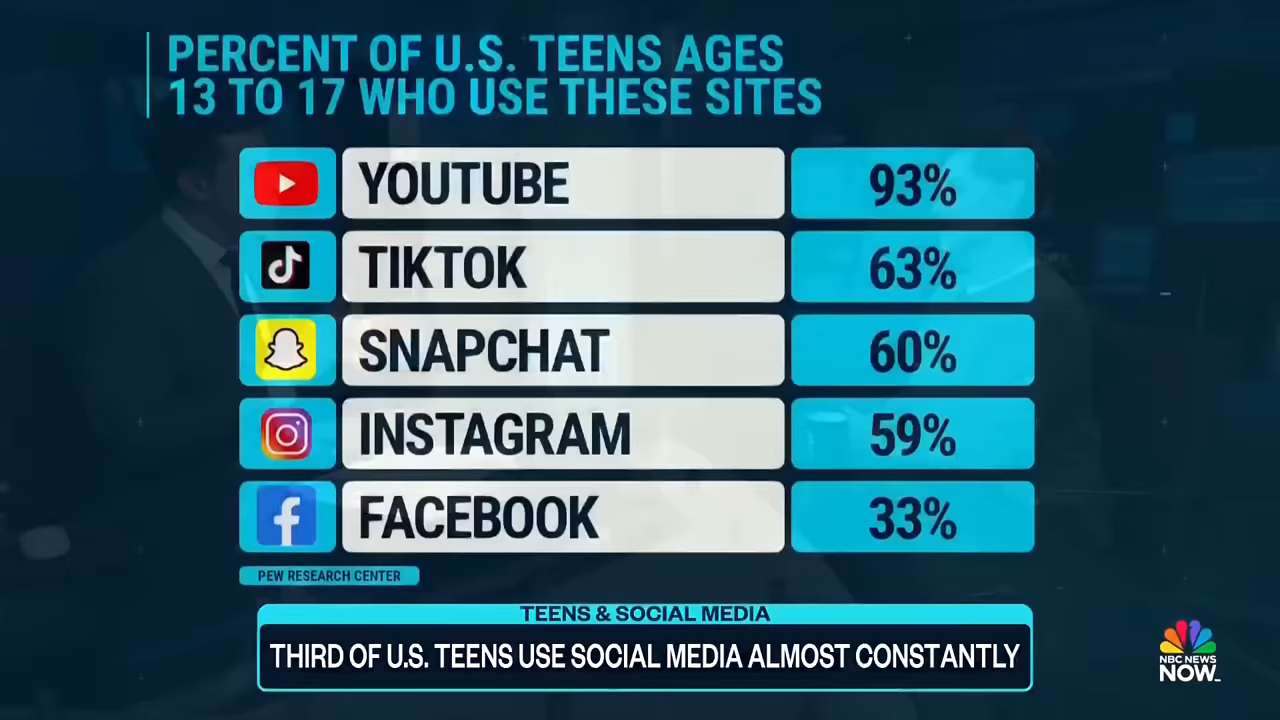 PERCENT OF U.S. TEENS AGES
13 TO 17 WHO USE THESE SITES
YOUTUBE 93%
TIKTOK 63%
SNAPCHAT 60%
INSTAGRAM 59%
FACEBOOK 33%
PEW RESEARCH CENTER
TEENS & SOCIAL MEDIA
THIRD OF U.S. TEENS USE SOCIAL MEDIA ALMOST CONSTANTLY
NBC NEWS
NOW